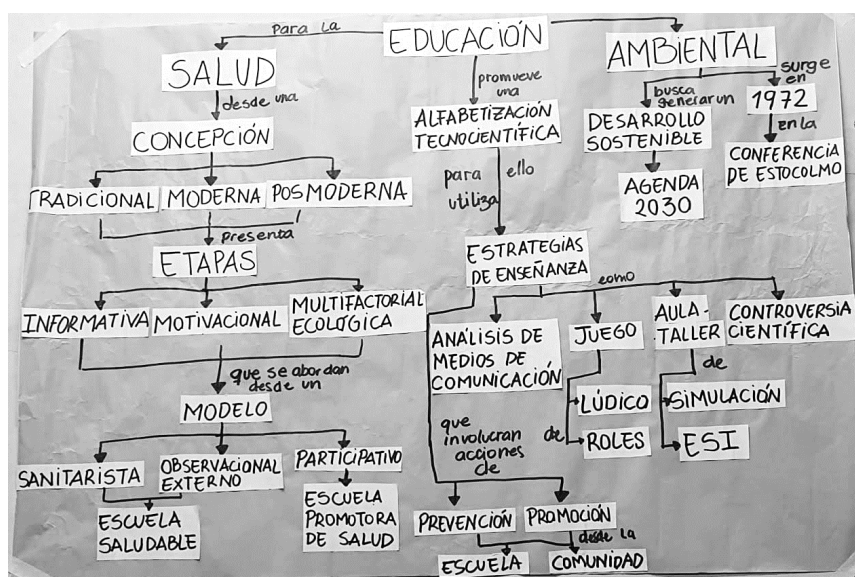 EDUCACIÓN
para la
SALUD
desde una
CONCEPCIÓN
TRADICIONAL
MODERNA
POSMODERNA
presenta
ETAPAS
INFORMATIVA
MOTIVACIONAL
MULTIFACTORIAL
ECOLÓGICA
que se abordan
desde un
MODELO
SANITARISTA
OBSERVACIONAL
EXTERNO
PARTICIPATIVO
ESCUELA
SALUDABLE
ESCUELA
PROMOTORA
DE SALUD
promueve
una
ALFABETIZACIÓN
TECNOCIENTÍFICA
para ello
utiliza
ESTRATEGIAS
DE ENSEÑANZA
como
ANÁLISIS DE
MEDIOS DE
COMUNICACIÓN
JUEGO
de
LÚDICO
ROLES
AULA-
TALLER
de
SIMULACIÓN
ESI
CONTROVERSIA
CIENTÍFICA
que
involucran
acciones
de
PREVENCIÓN
PROMOCIÓN
desde la
ESCUELA
COMUNIDAD
AMBIENTAL
busca
generar un
DESARROLLO
SOSTENIBLE
AGENDA
2030
surge
en
1972
en la
CONFERENCIA
DE ESTOCOLMO